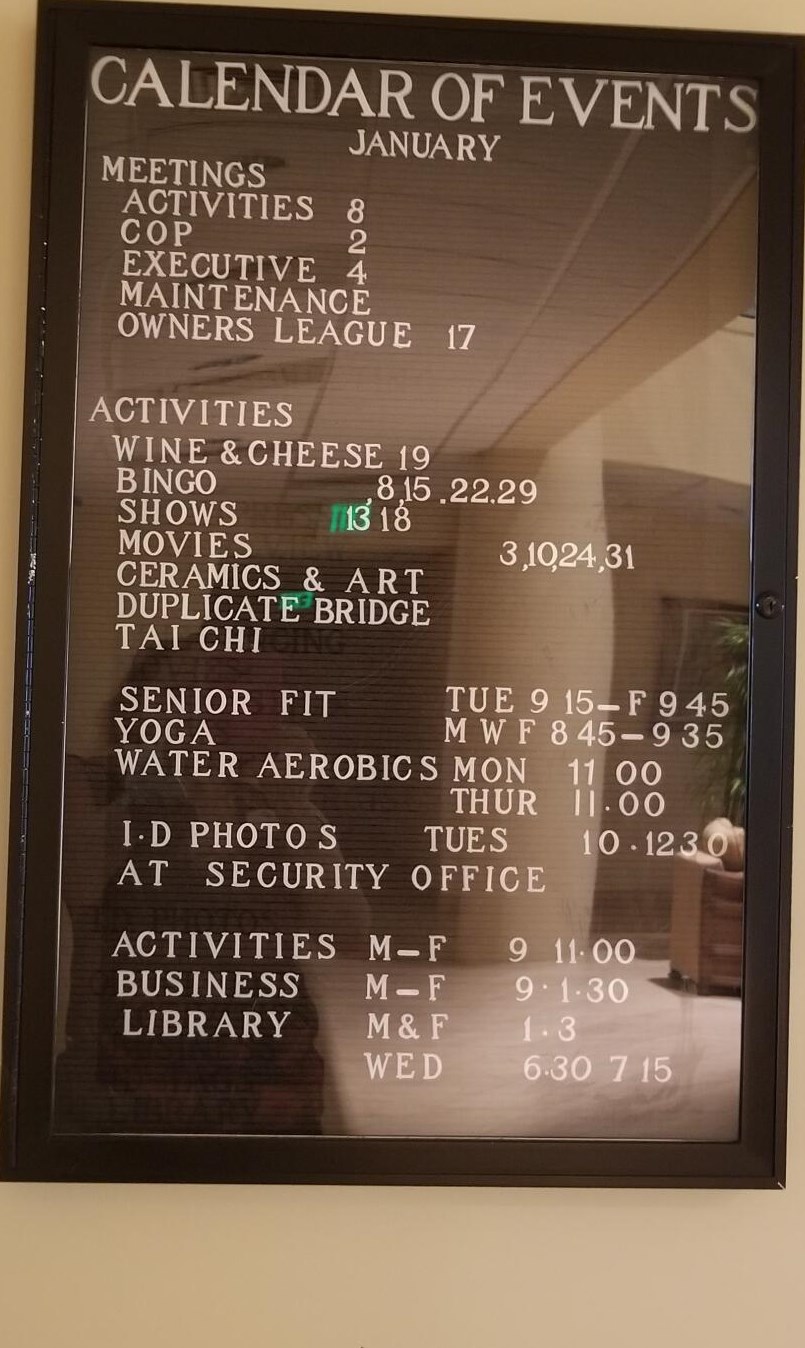 CALENDAR OF EVENTS
JANUARY
MEETINGS
ACTIVITIES 8
COP 2
EXECUTIVE 4
MAINTENANCE
OWNERS LEAGUE 17
ACTIVITIES
WINE & CHEESE 19
BINGO ,8,15.22.29
SHOWS 13 18
MOVIES 3,10,24,31
CERAMICS & ART
DUPLICATE BRIDGE
TAI CHI
SENIOR FIT TUE 9 15–F 9 45
YOGA M W F 8 45–9 35
WATER AEROBICS MON 11 00
THUR 11·00
I·D PHOTOS TUES 10·1230
AT SECURITY OFFICE
ACTIVITIES M–F 9 11·00
BUSINESS M–F 9·1·30
LIBRARY M&F 1·3
WED 6·30 7 15